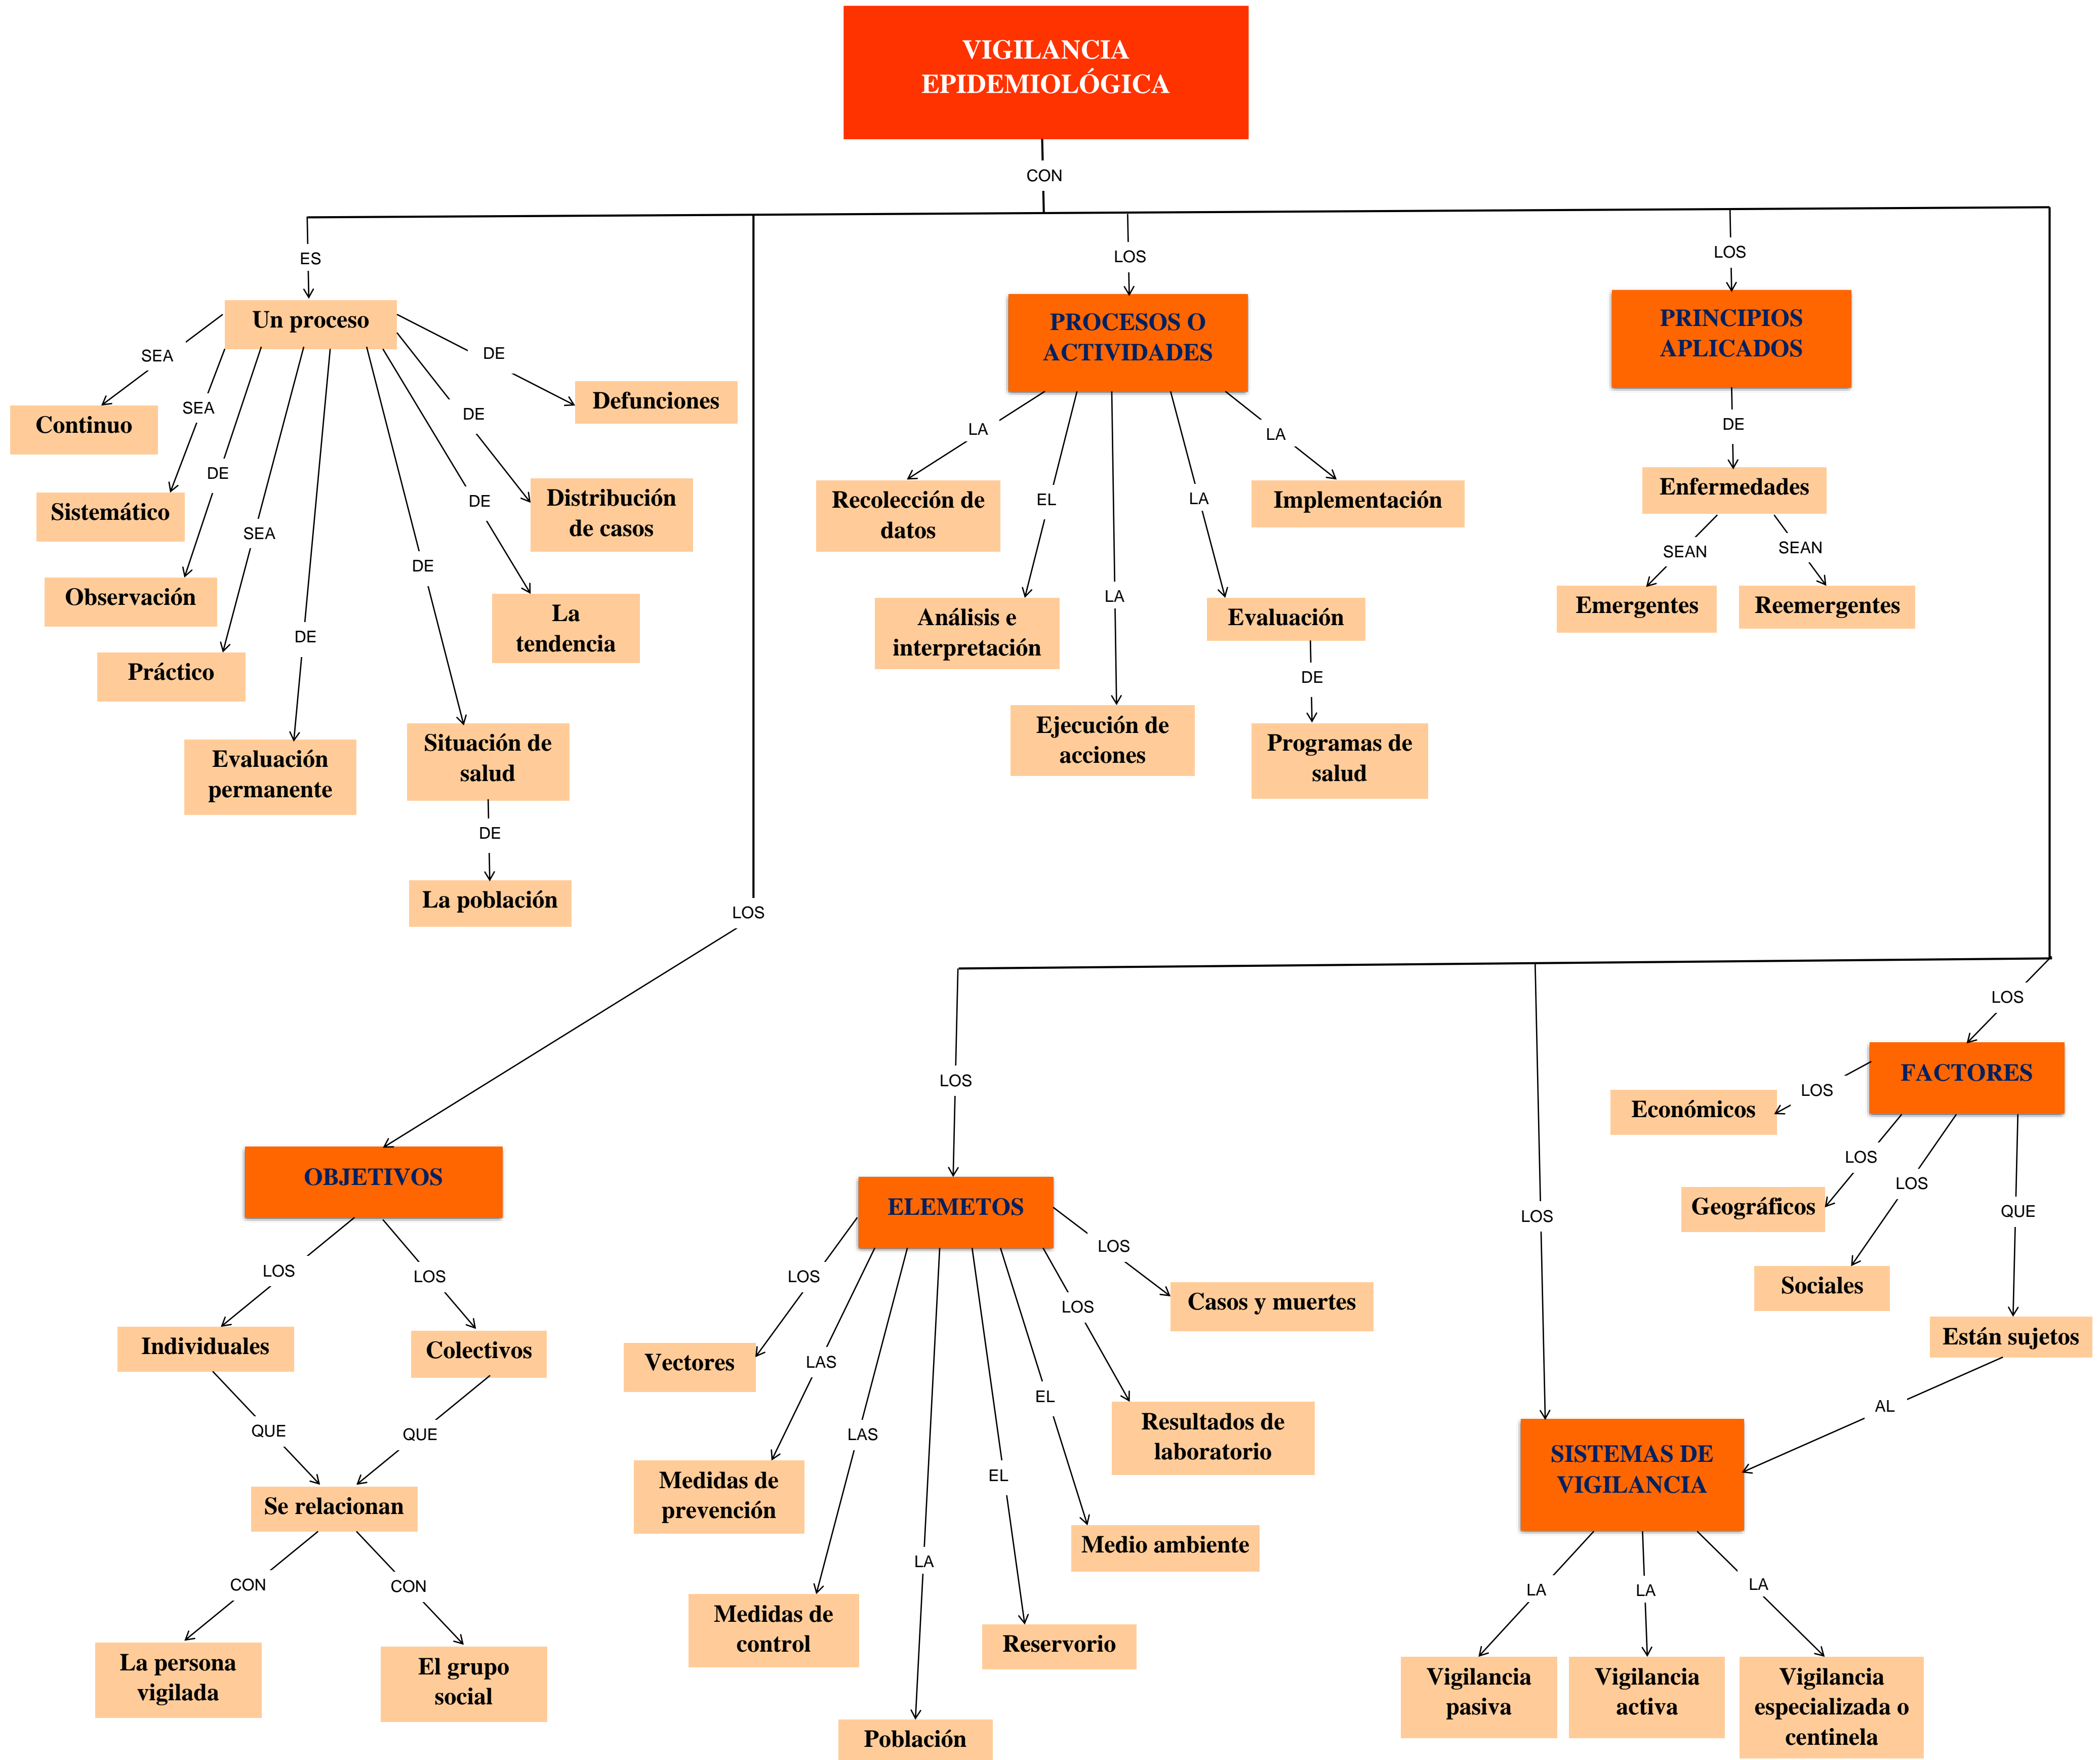 VIGILANCIA
EPIDEMIOLÓGICA
CON
ES
LOS
LOS
Un proceso
PROCESOS O
ACTIVIDADES
PRINCIPIOS
APLICADOS
SEA
SEA
DE
SEA
DE
DE
DE
DE
DE
Continuo
Sistemático
Observación
Práctico
Evaluación
permanente
Situación de
salud
DE
La población
La
tendencia
Distribución
de casos
Defunciones
LA
EL
LA
LA
LA
Recolección de
datos
Análisis e
interpretación
Ejecución de
acciones
Evaluación
DE
Programas de
salud
Implementación
DE
Enfermedades
SEAN
SEAN
Emergentes
Reemergentes
LOS
OBJETIVOS
LOS
LOS
Individuales
Colectivos
QUE
QUE
Se relacionan
CON
CON
La persona
vigilada
El grupo
social
LOS
ELEMETOS
LOS
LAS
LAS
LA
EL
EL
LOS
LOS
Vectores
Medidas de
prevención
Medidas de
control
Población
Reservorio
Medio ambiente
Resultados de
laboratorio
Casos y muertes
LOS
FACTORES
LOS
LOS
LOS
QUE
Económicos
Geográficos
Sociales
Están sujetos
AL
LOS
SISTEMAS DE
VIGILANCIA
LA
LA
LA
Vigilancia
pasiva
Vigilancia
activa
Vigilancia
especializada o
centinela